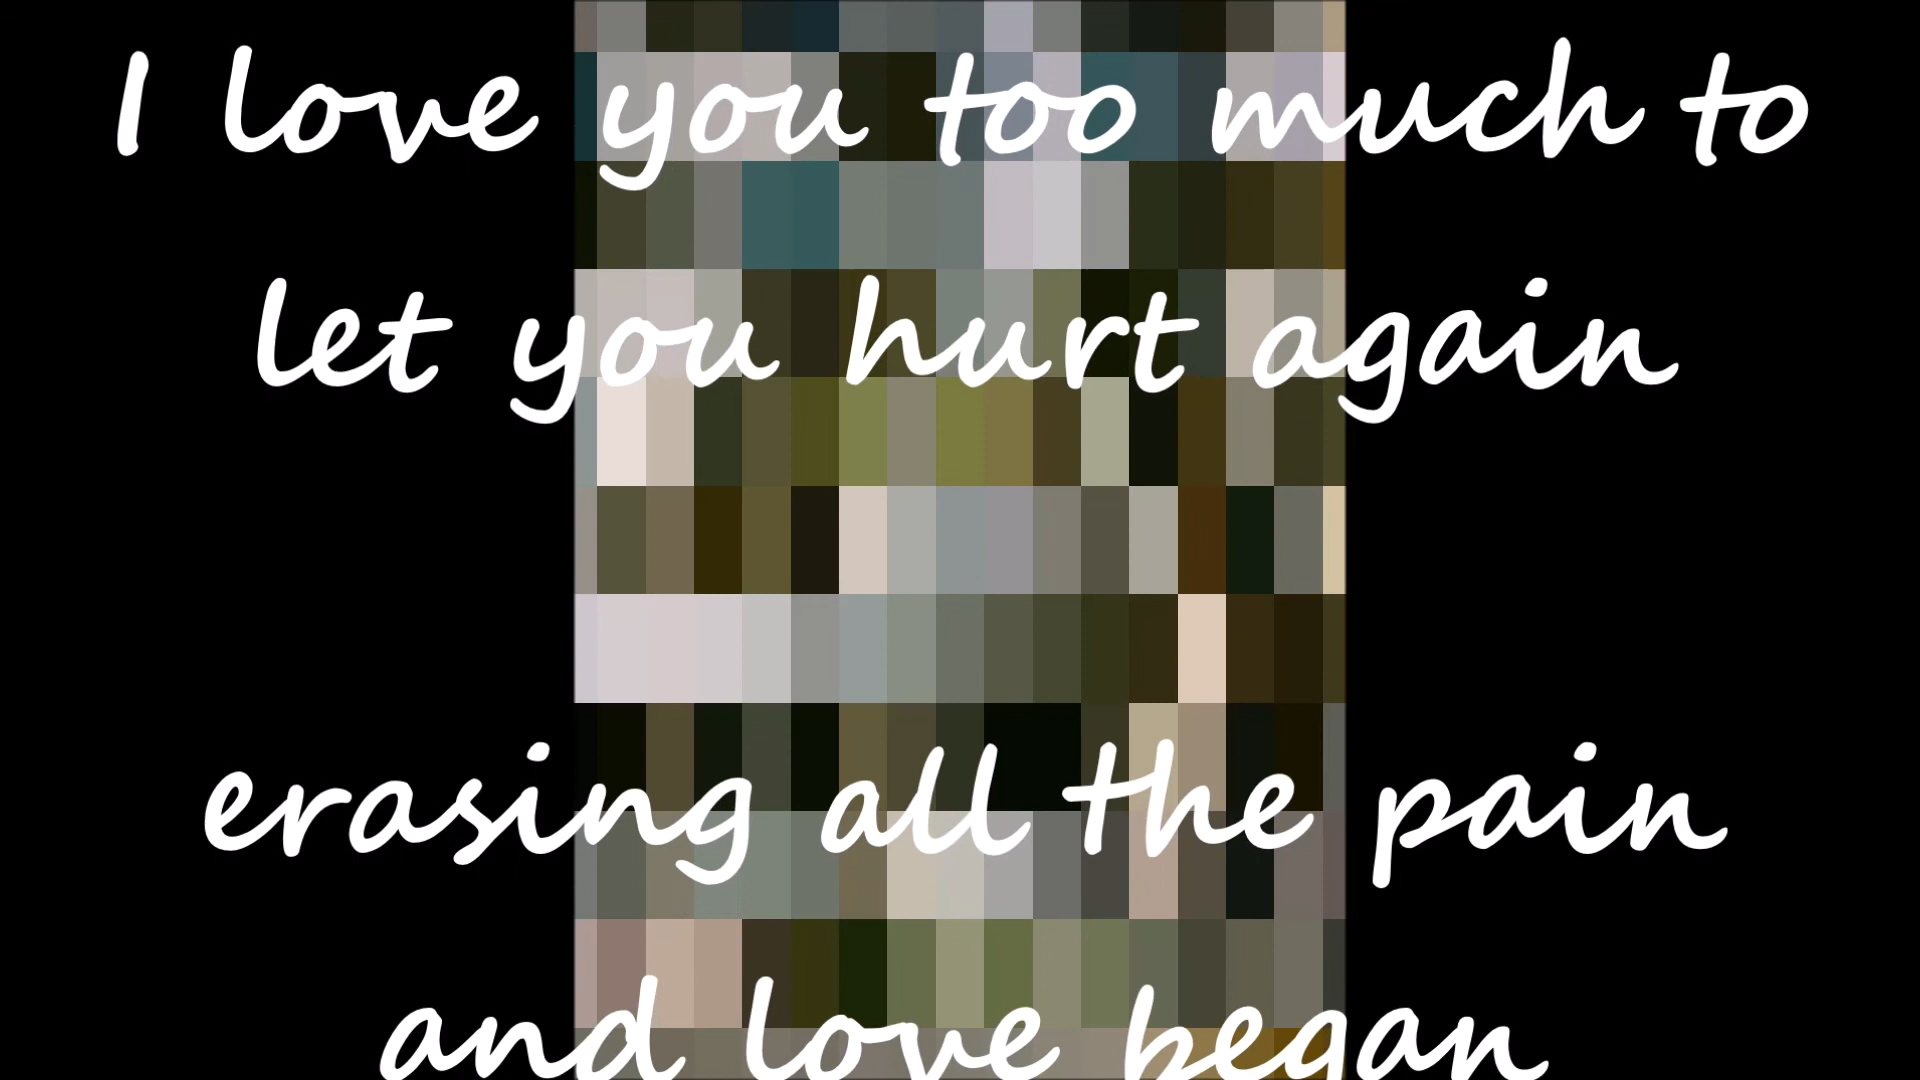 I love you too much to
let you hurt again
erasing all the pain
and love began